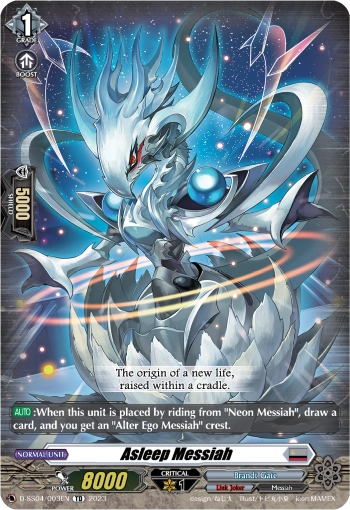 1
GRADE
BOOST
5000
SHIELD
The origin of a new life,
raised within a cradle.
AUTO:When this unit is placed by riding from "Neon Messiah", draw a
card, and you get an "Alter Ego Messiah" crest.
NORMAL UNIT
Asleep Messiah
POWER
8000
CRITICAL
1
Brandt Gate
Link Joker
Messiah
D-SS04/003EN TD 2023